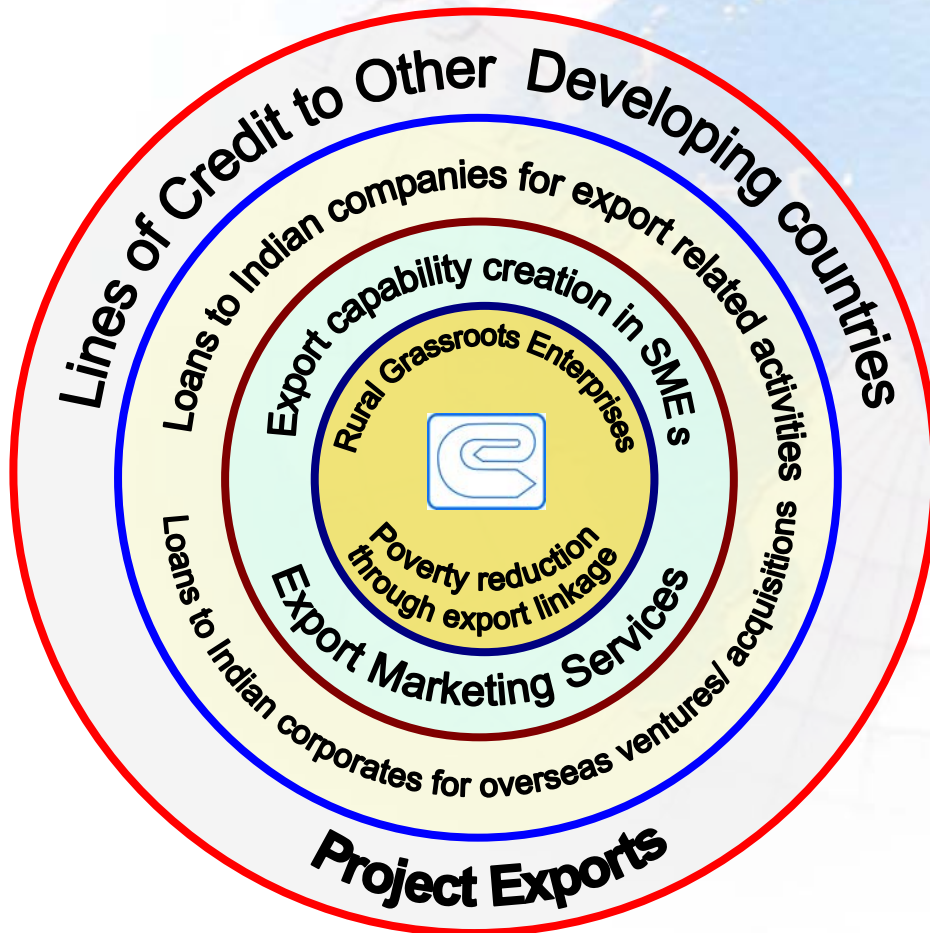 Lines of Credit to Other Developing countries
Loans to Indian companies for export related activities
Export capability creation in SME s
Rural Grassroots Enterprises
Poverty reduction
through export linkage
Export Marketing Services
Loans to Indian corporates for overseas ventures/ acquisitions
Project Exports